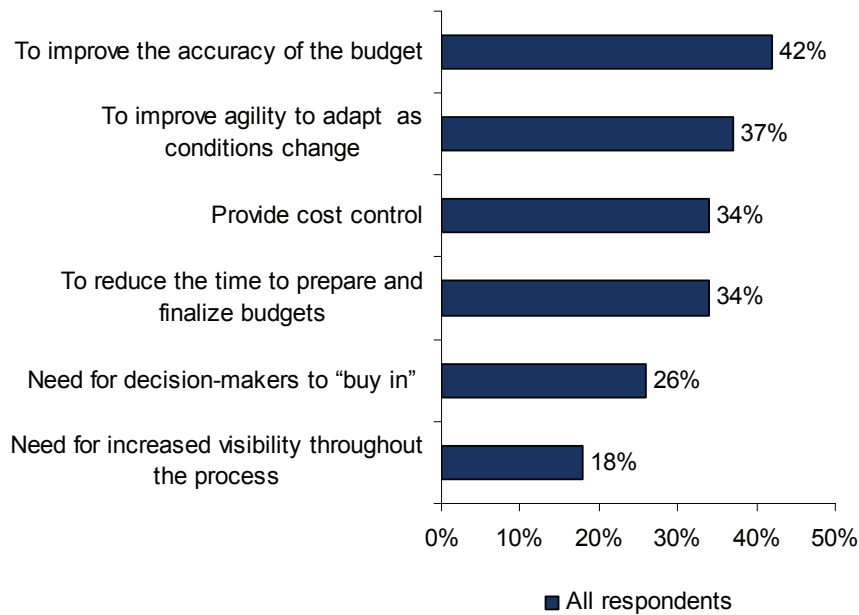 To improve the accuracy of the budget
42%
To improve agility to adapt as
conditions change
37%
Provide cost control
34%
To reduce the time to prepare and
finalize budgets
34%
Need for decision-makers to “buy in”
26%
Need for increased visibility throughout
the process
18%
0% 10% 20% 30% 40% 50%
All respondents